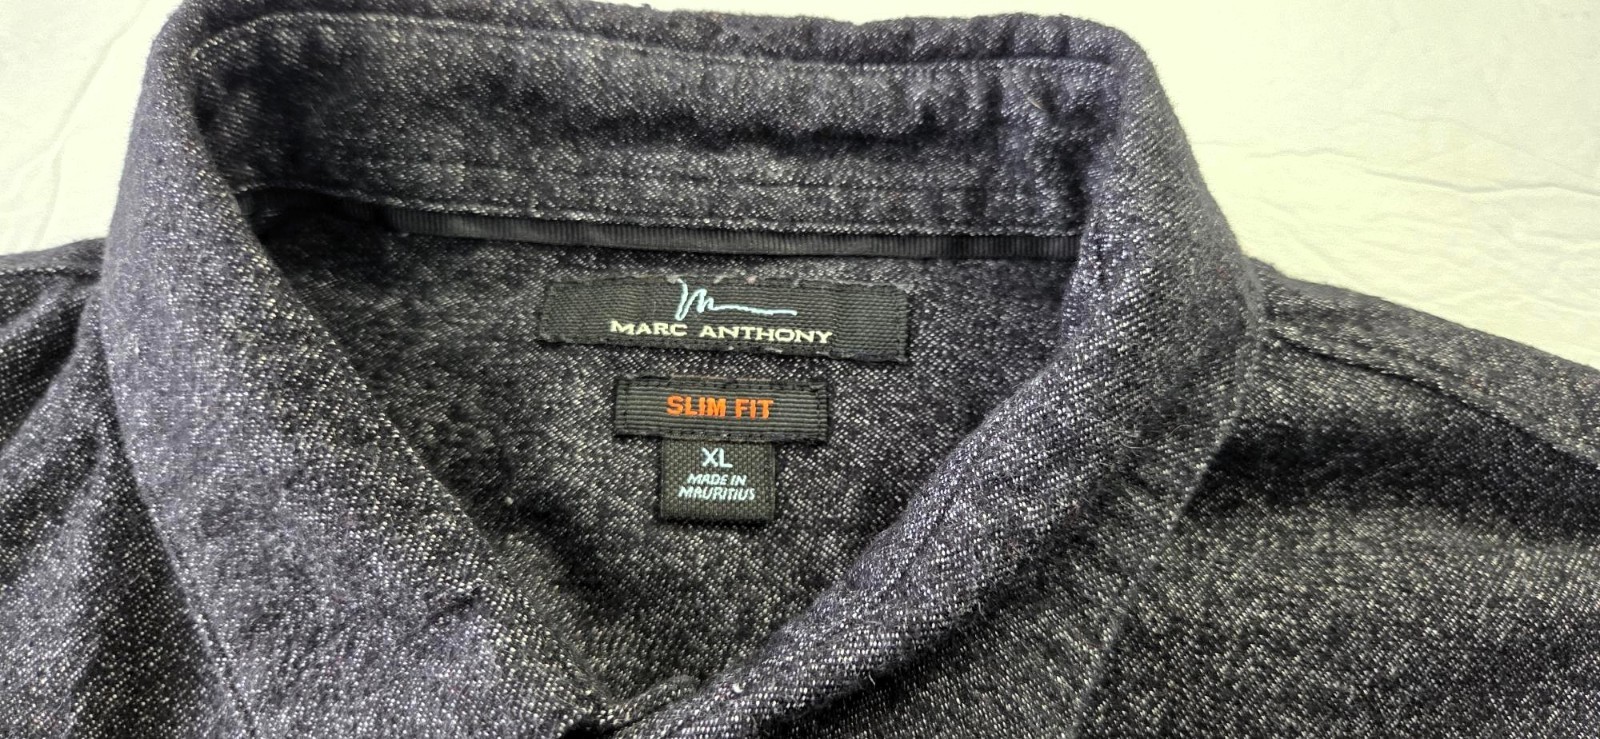 MARC ANTHONY
SLIM FIT
XL
MADE IN
MAURITIUS